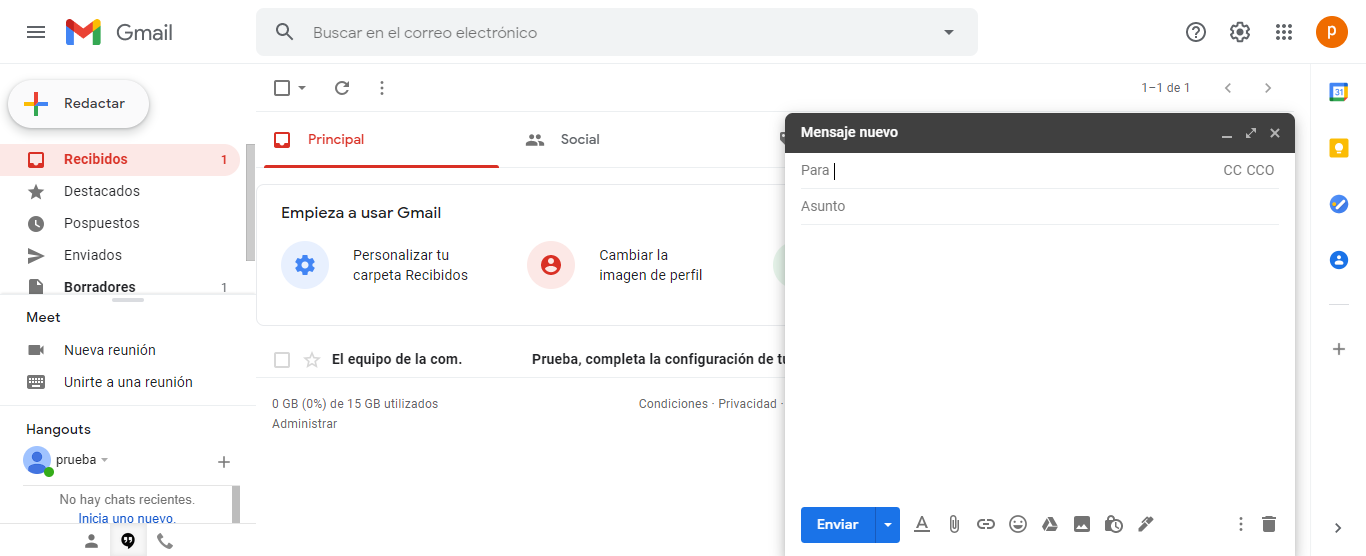 Gmail
Buscar en el correo electrónico
p
Redactar
1–1 de 1
31
Principal
Social
Mensaje nuevo
Recibidos 1
Destacados
Pospuestos
Enviados
Borradores 1
Para
CC CCO
Asunto
Empieza a usar Gmail
Personalizar tu
carpeta Recibidos
Cambiar la
imagen de perfil
Meet
Nueva reunión
Unirte a una reunión
El equipo de la com. Prueba, completa la configuración de tu
0 GB (0%) de 15 GB utilizados
Administrar
Condiciones · Privacidad ·
Hangouts
prueba
No hay chats recientes.
Inicia uno nuevo.
Enviar